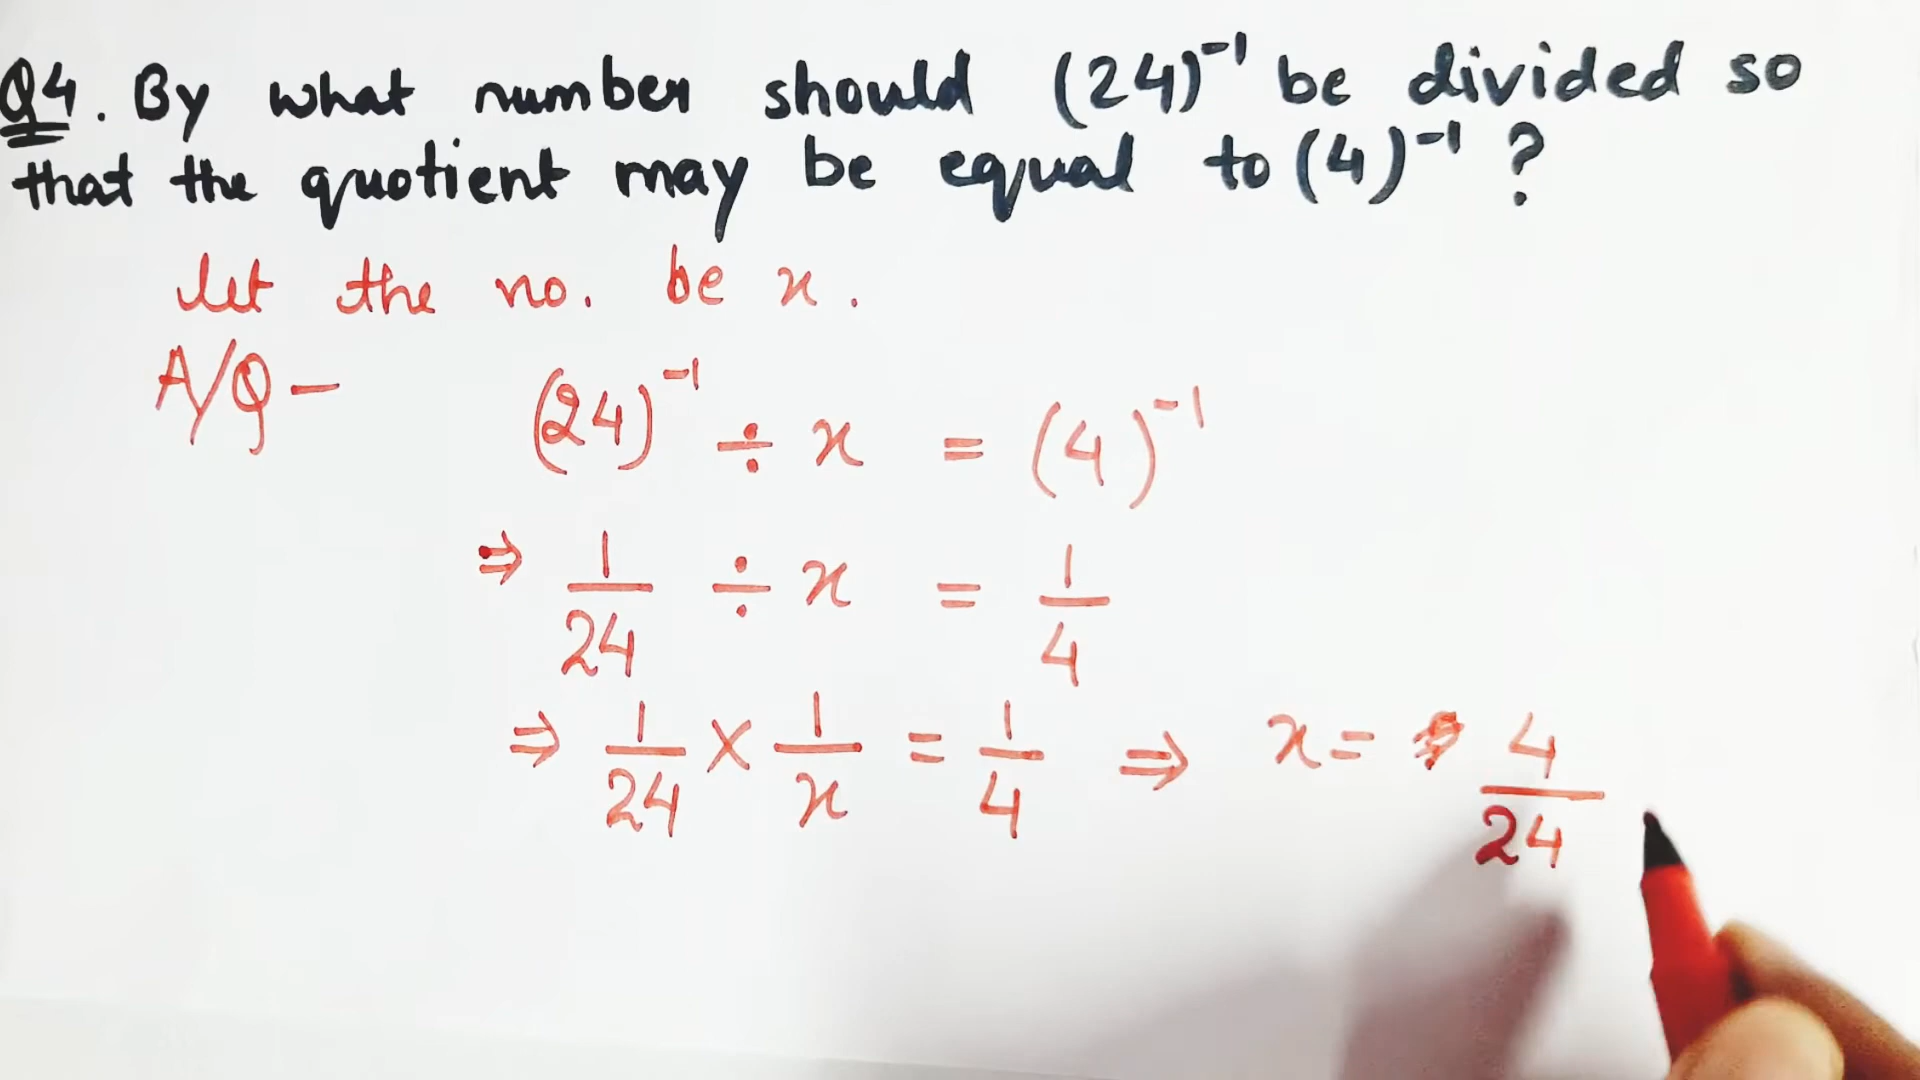 Q4. By what number should (24)⁻¹ be divided so
that the quotient may be equal to (4)⁻¹ ?
let the no. be x.
A/Q – (24)⁻¹ ÷ x = (4)⁻¹
⇒ 1/24 ÷ x = 1/4
⇒ 1/24 × 1/x = 1/4 ⇒ x = 4/24